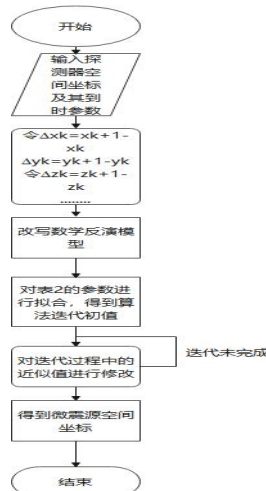 开始
输入探
测器空
间坐标
及其到
时参数
令Δxk=xk+1-
xk
Δyk=yk+1-yk
令Δzk=zk+1-
zk
........
改写数学反演模
型
对表2的参数进
行拟合，得到算
法迭代初值
对迭代过程中的
近似值进行修改
迭代未完成
得到微震源空间
坐标
结束